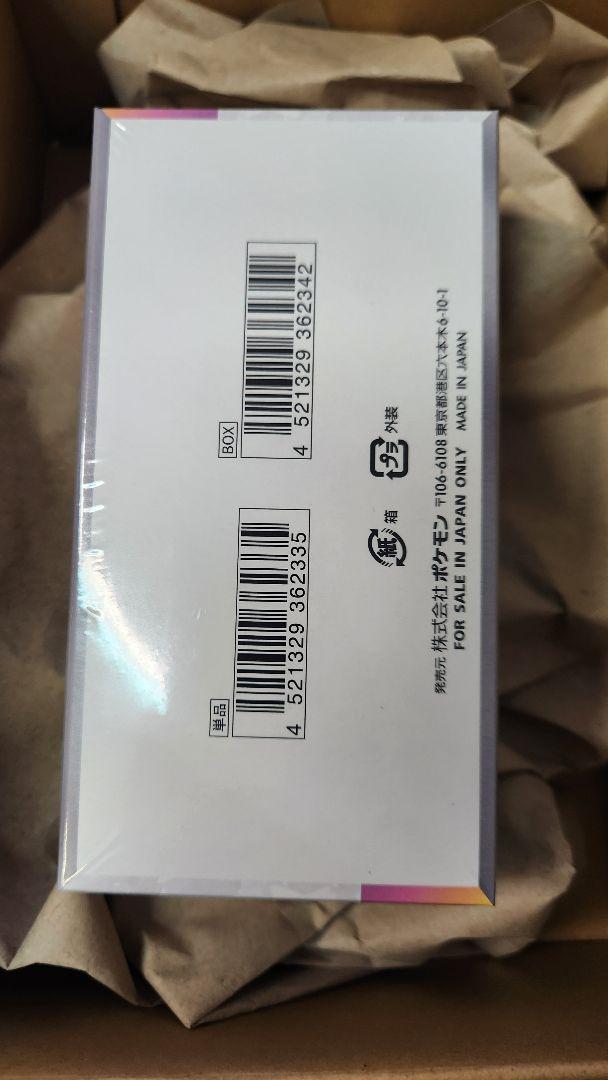 単品
4 521329 362335
BOX
4 521329 362342
紙 箱
プラ 外装
発売元 株式会社ポケモン 〒106-6108 東京都港区六本木6-10-1
FOR SALE IN JAPAN ONLY MADE IN JAPAN